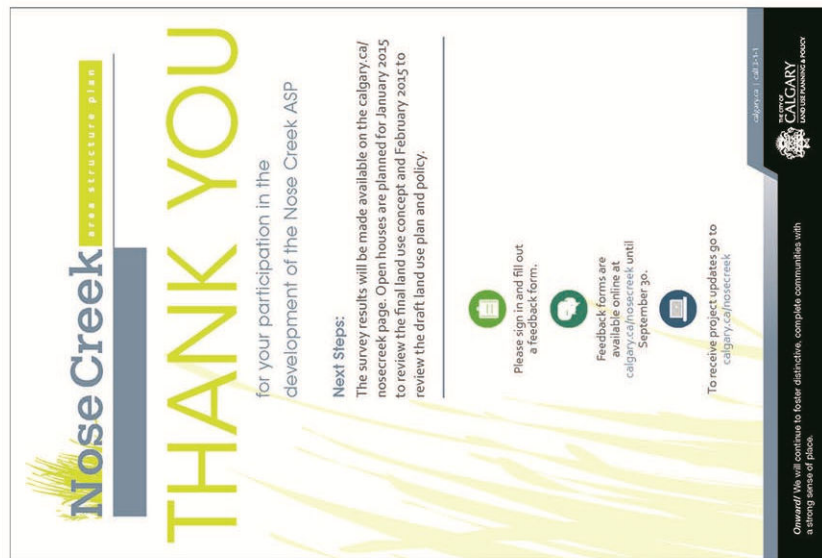 Nose Creek
area structure plan
THANK YOU
for your participation in the
development of the Nose Creek ASP
Next Steps:
The survey results will be made available on the calgary.ca/
nosecreek page. Open houses are planned for January 2015
to review the final land use concept and February 2015 to
review the draft land use plan and policy.
Please sign in and fill out
a feedback form.
Feedback forms are
available online at
calgary.ca/nosecreek until
September 30.
To receive project updates go to
calgary.ca/nosecreek
calgary.ca | call 3-1-1
Onward/ We will continue to foster distinctive, complete communities with
a strong sense of place.
THE CITY OF
CALGARY
LAND USE PLANNING & POLICY